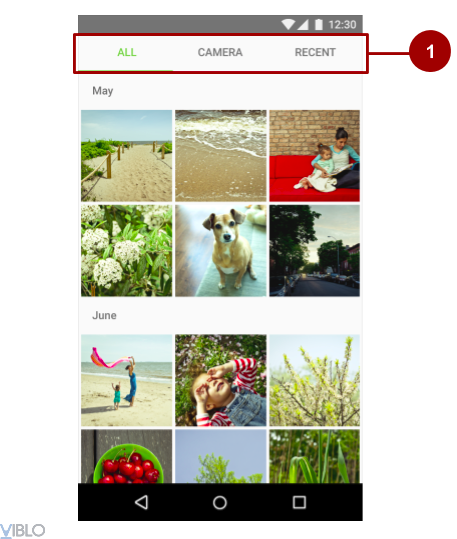 12:30
ALL CAMERA RECENT
1
May
June
VIBLO